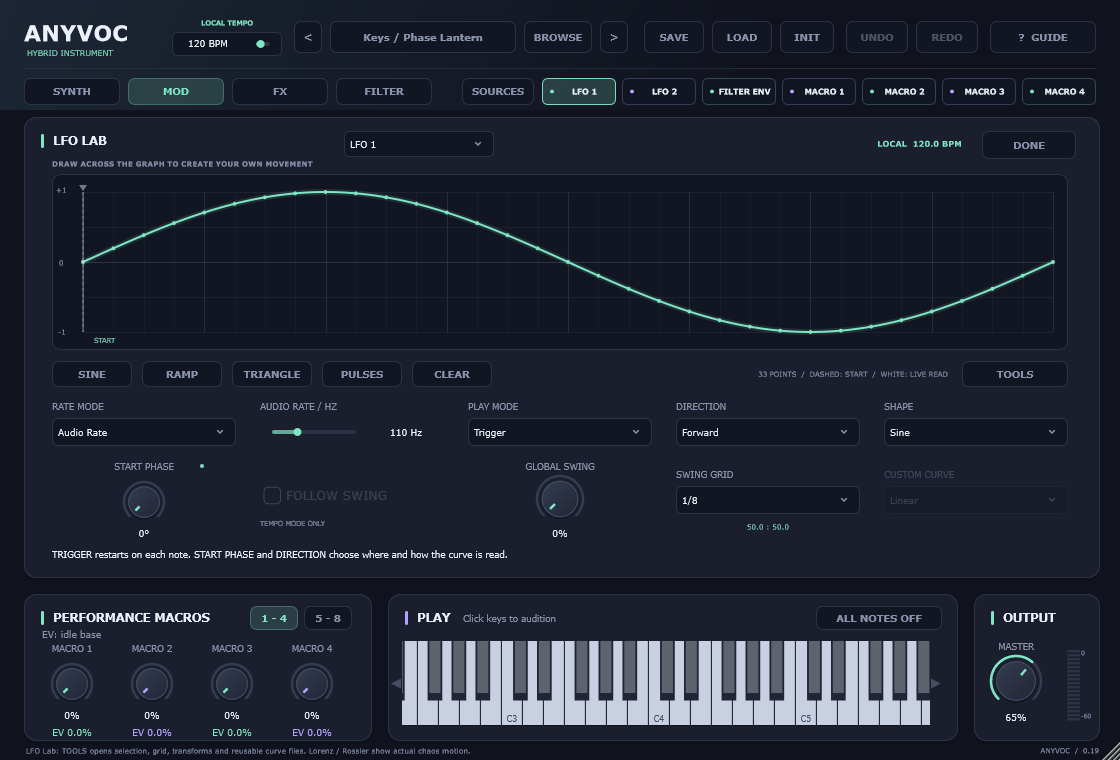 ANYVOC
HYBRID INSTRUMENT
LOCAL TEMPO
120 BPM
< Keys / Phase Lantern BROWSE > SAVE LOAD INIT UNDO REDO ? GUIDE
SYNTH MOD FX FILTER SOURCES LFO 1 LFO 2 FILTER ENV MACRO 1 MACRO 2 MACRO 3 MACRO 4
LFO LAB LFO 1 LOCAL 120.0 BPM DONE
DRAW ACROSS THE GRAPH TO CREATE YOUR OWN MOVEMENT
+1
0
-1
START
SINE RAMP TRIANGLE PULSES CLEAR 33 POINTS / DASHED: START / WHITE: LIVE READ TOOLS
RATE MODE AUDIO RATE / HZ PLAY MODE DIRECTION SHAPE
Audio Rate 110 Hz Trigger Forward Sine
START PHASE GLOBAL SWING SWING GRID CUSTOM CURVE
FOLLOW SWING 1/8 Linear
TEMPO MODE ONLY 50.0 : 50.0
0° 0%
TRIGGER restarts on each note. START PHASE and DIRECTION choose where and how the curve is read.
PERFORMANCE MACROS 1 - 4 5 - 8
EV: idle base
MACRO 1 MACRO 2 MACRO 3 MACRO 4
0% 0% 0% 0%
EV 0.0% EV 0.0% EV 0.0% EV 0.0%
PLAY Click keys to audition ALL NOTES OFF
C3 C4 C5
OUTPUT
MASTER
0
-60
65%
LFO Lab: TOOLS opens selection, grid, transforms and reusable curve files. Lorenz / Rossler show actual chaos motion.
ANYVOC / 0.19